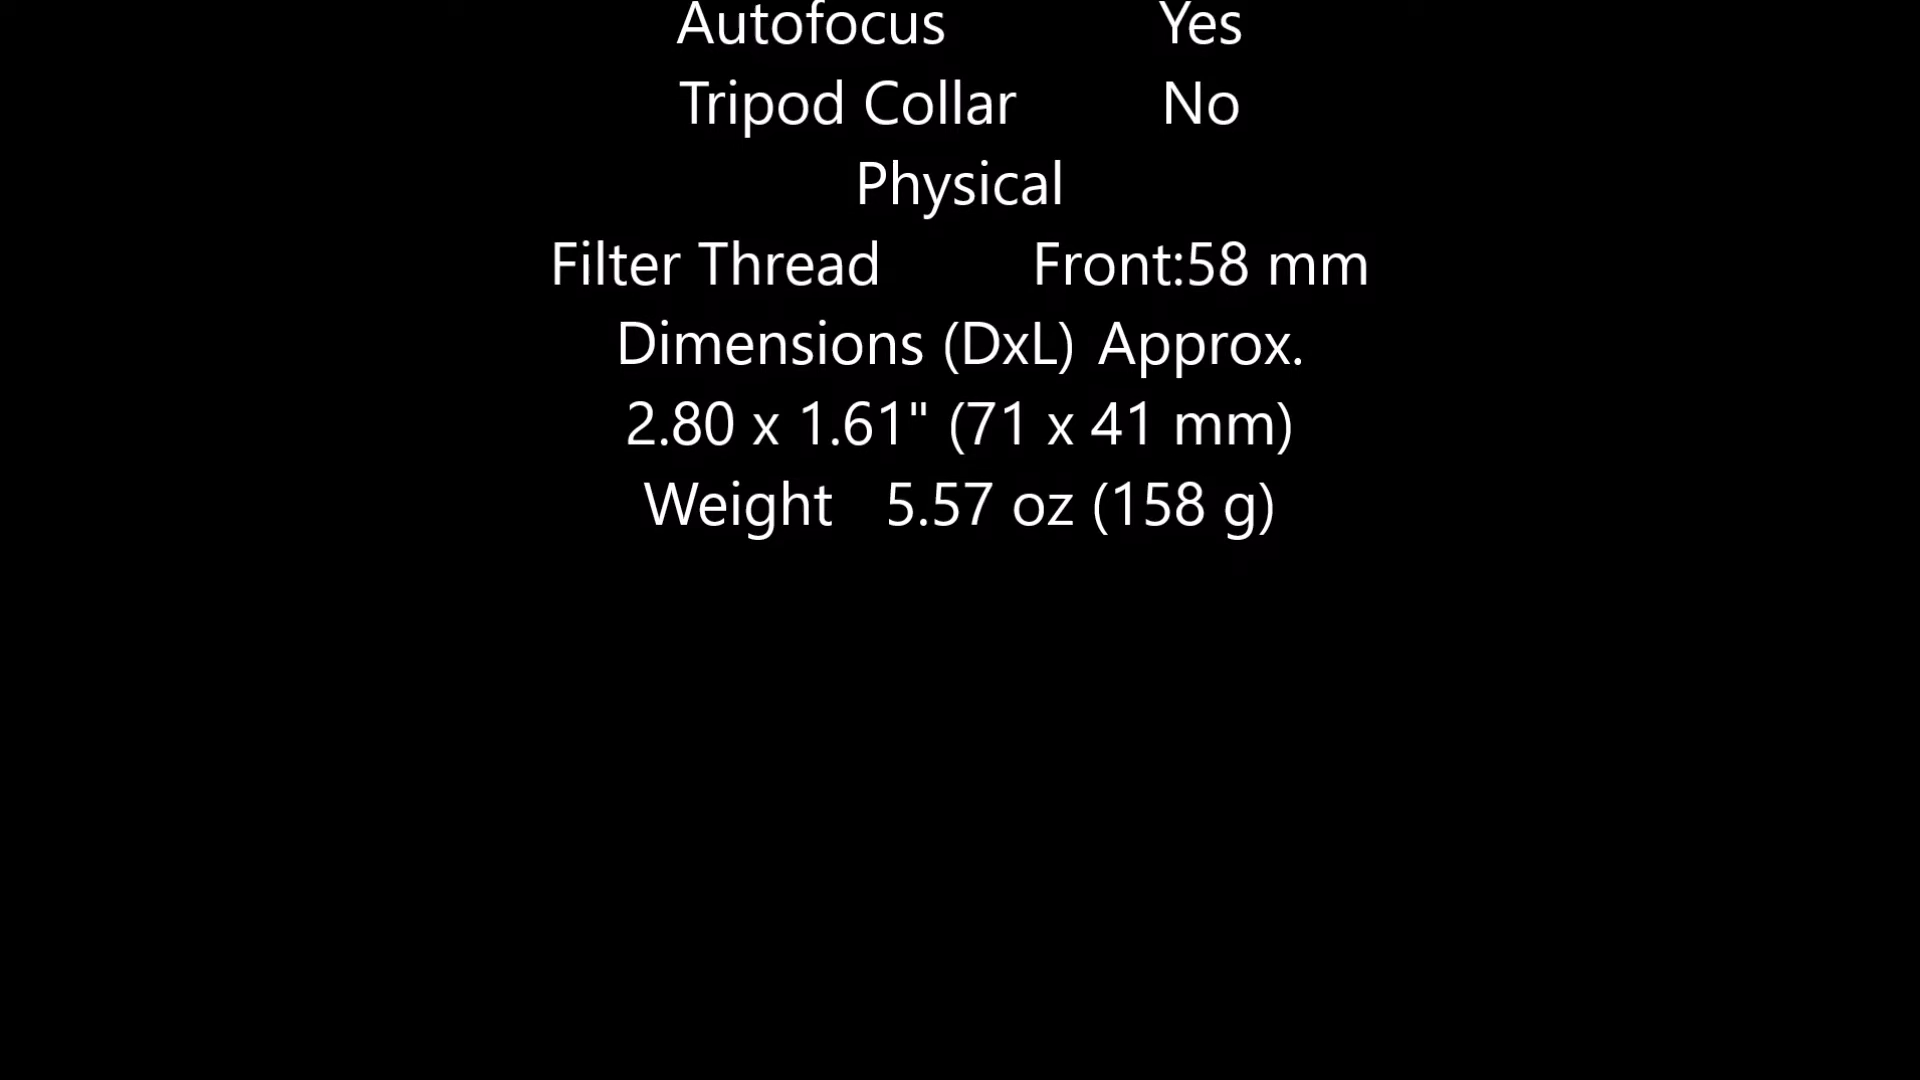 Autofocus Yes
Tripod Collar No
Physical
Filter Thread Front:58 mm
Dimensions (DxL) Approx.
2.80 x 1.61" (71 x 41 mm)
Weight 5.57 oz (158 g)